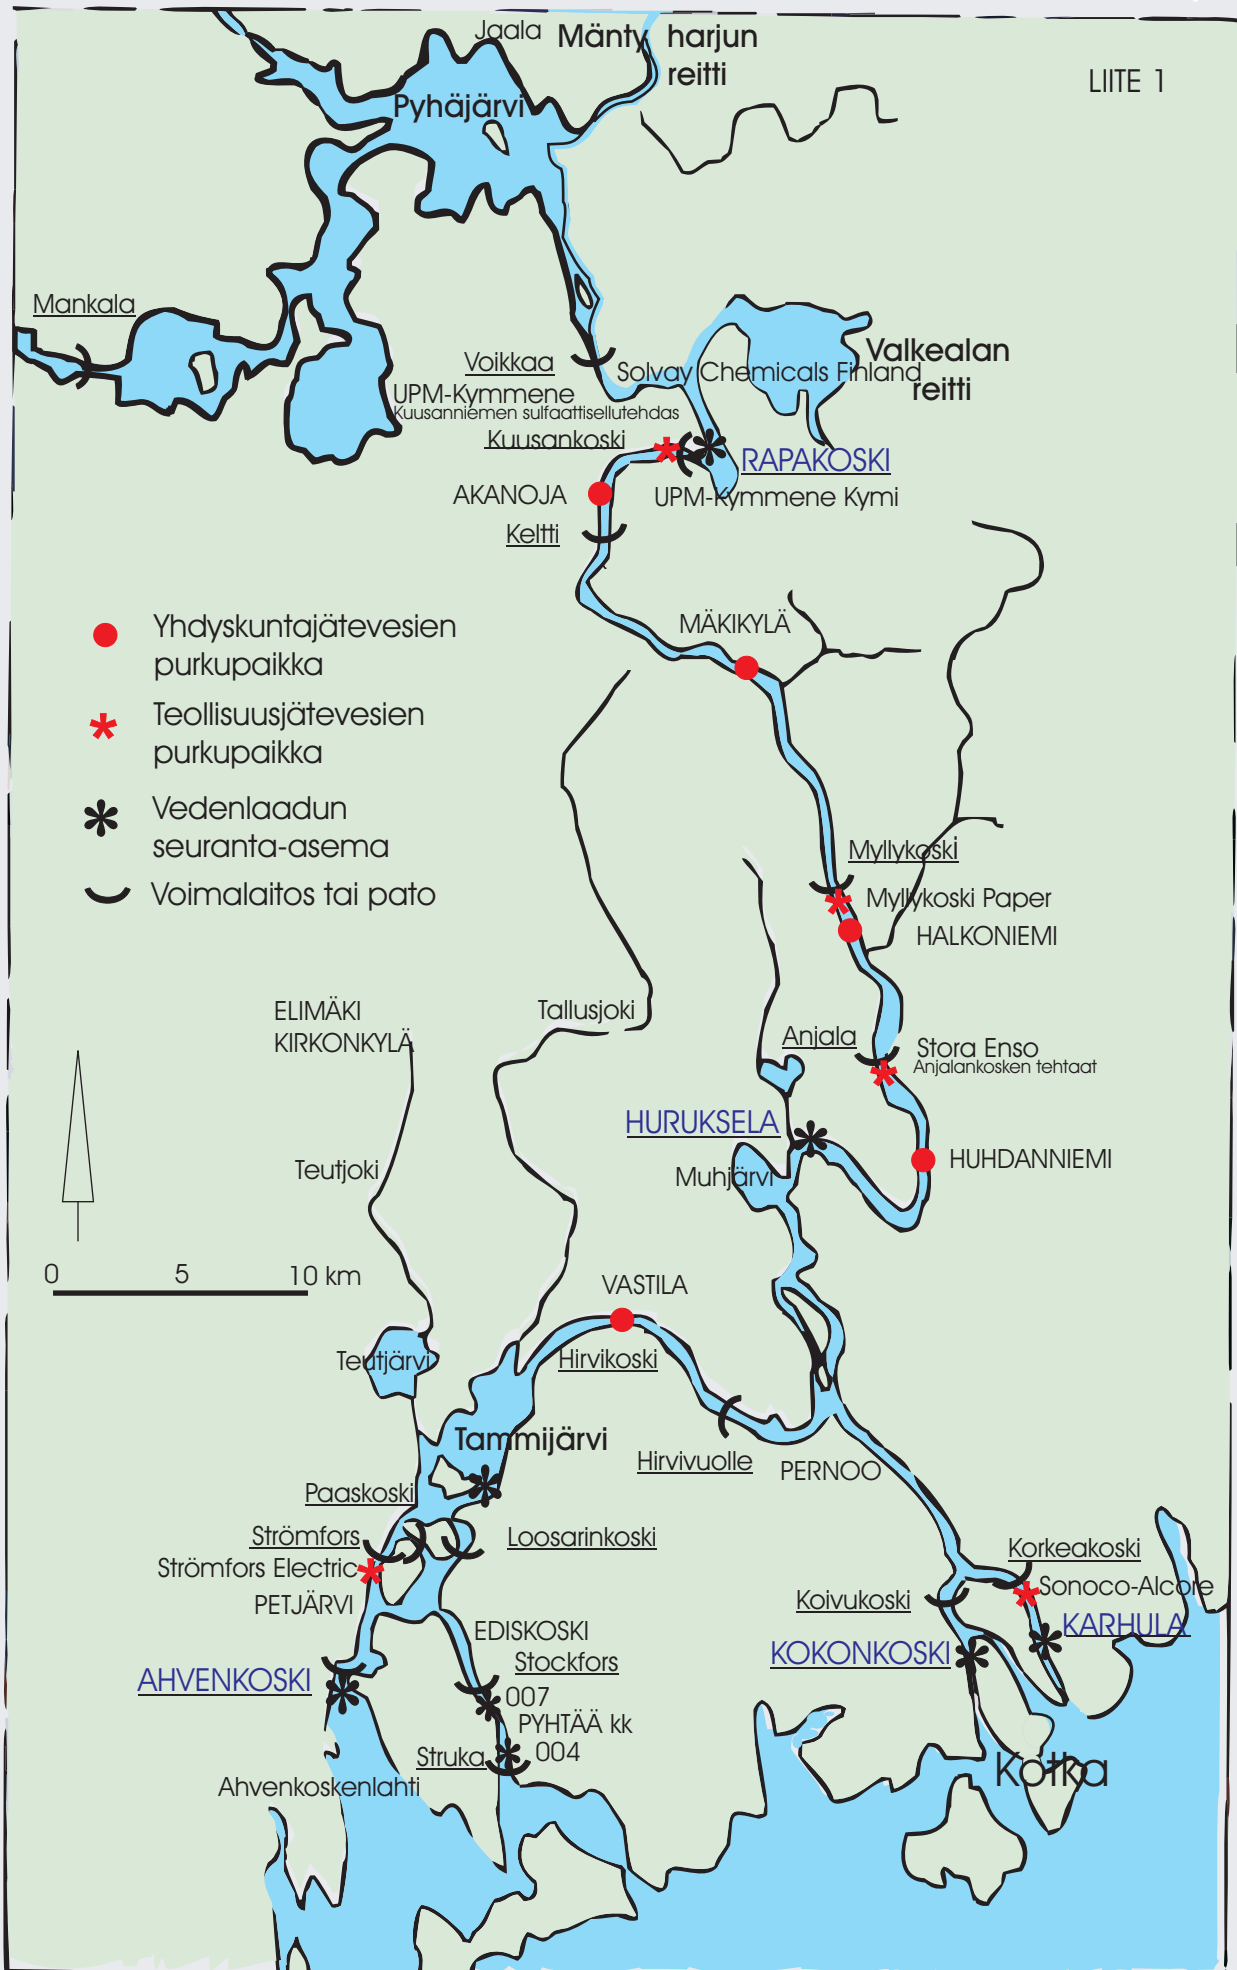 Jaala
Mänty harjun
reitti
LIITE 1
Pyhäjärvi
Mankala
Voikkaa
Valkealan
reitti
Solvay Chemicals Finland
UPM-Kymmene
Kuusanniemen sulfaattisellutehdas
Kuusankoski
RAPAKOSKI
AKANOJA
UPM-Kymmene Kymi
Keltti
MÄKIKYLÄ
Yhdyskuntajätevesien
purkupaikka
Teollisuusjätevesien
purkupaikka
Vedenlaadun
seuranta-asema
Voimalaitos tai pato
Myllykoski
Myllykoski Paper
HALKONIEMI
ELIMÄKI
KIRKONKYLÄ
Tallusjoki
Anjala
Stora Enso
Anjalankosken tehtaat
HURUKSELA
HUHDANNIEMI
Teutjoki
Muhjärvi
0 5 10 km
VASTILA
Teutjärvi
Hirvikoski
Tammijärvi
Hirvivuolle
PERNOO
Paaskoski
Strömfors
Loosarinkoski
Korkeakoski
Strömfors Electric
Sonoco-Alcore
PETJÄRVI
Koivukoski
EDISKOSKI
KARHULA
Stockfors
KOKONKOSKI
AHVENKOSKI
007
PYHTÄÄ kk
Struka
004
Kotka
Ahvenkoskenlahti